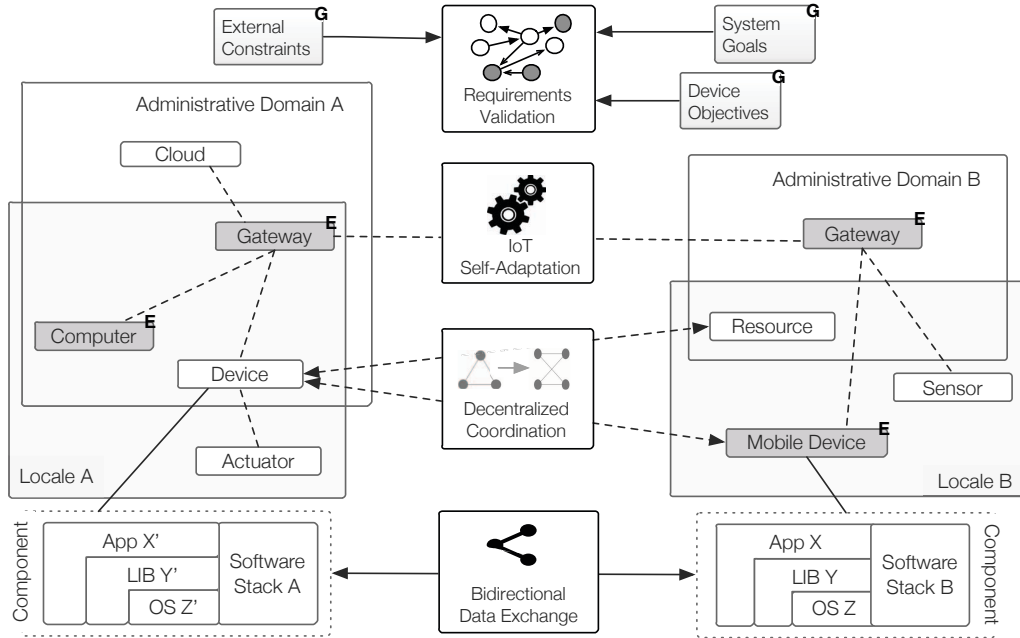 External
Constraints
G
System
Goals
G
Requirements
Validation
Device
Objectives
G
Administrative Domain A
Cloud
Gateway
E
Computer
E
Device
Actuator
Locale A
IoT
Self-Adaptation
Administrative Domain B
Gateway
E
Resource
Sensor
Mobile Device
E
Locale B
Decentralized
Coordination
Component
App X’
LIB Y’
OS Z’
Software
Stack A
Bidirectional
Data Exchange
App X
LIB Y
OS Z
Software
Stack B
Component